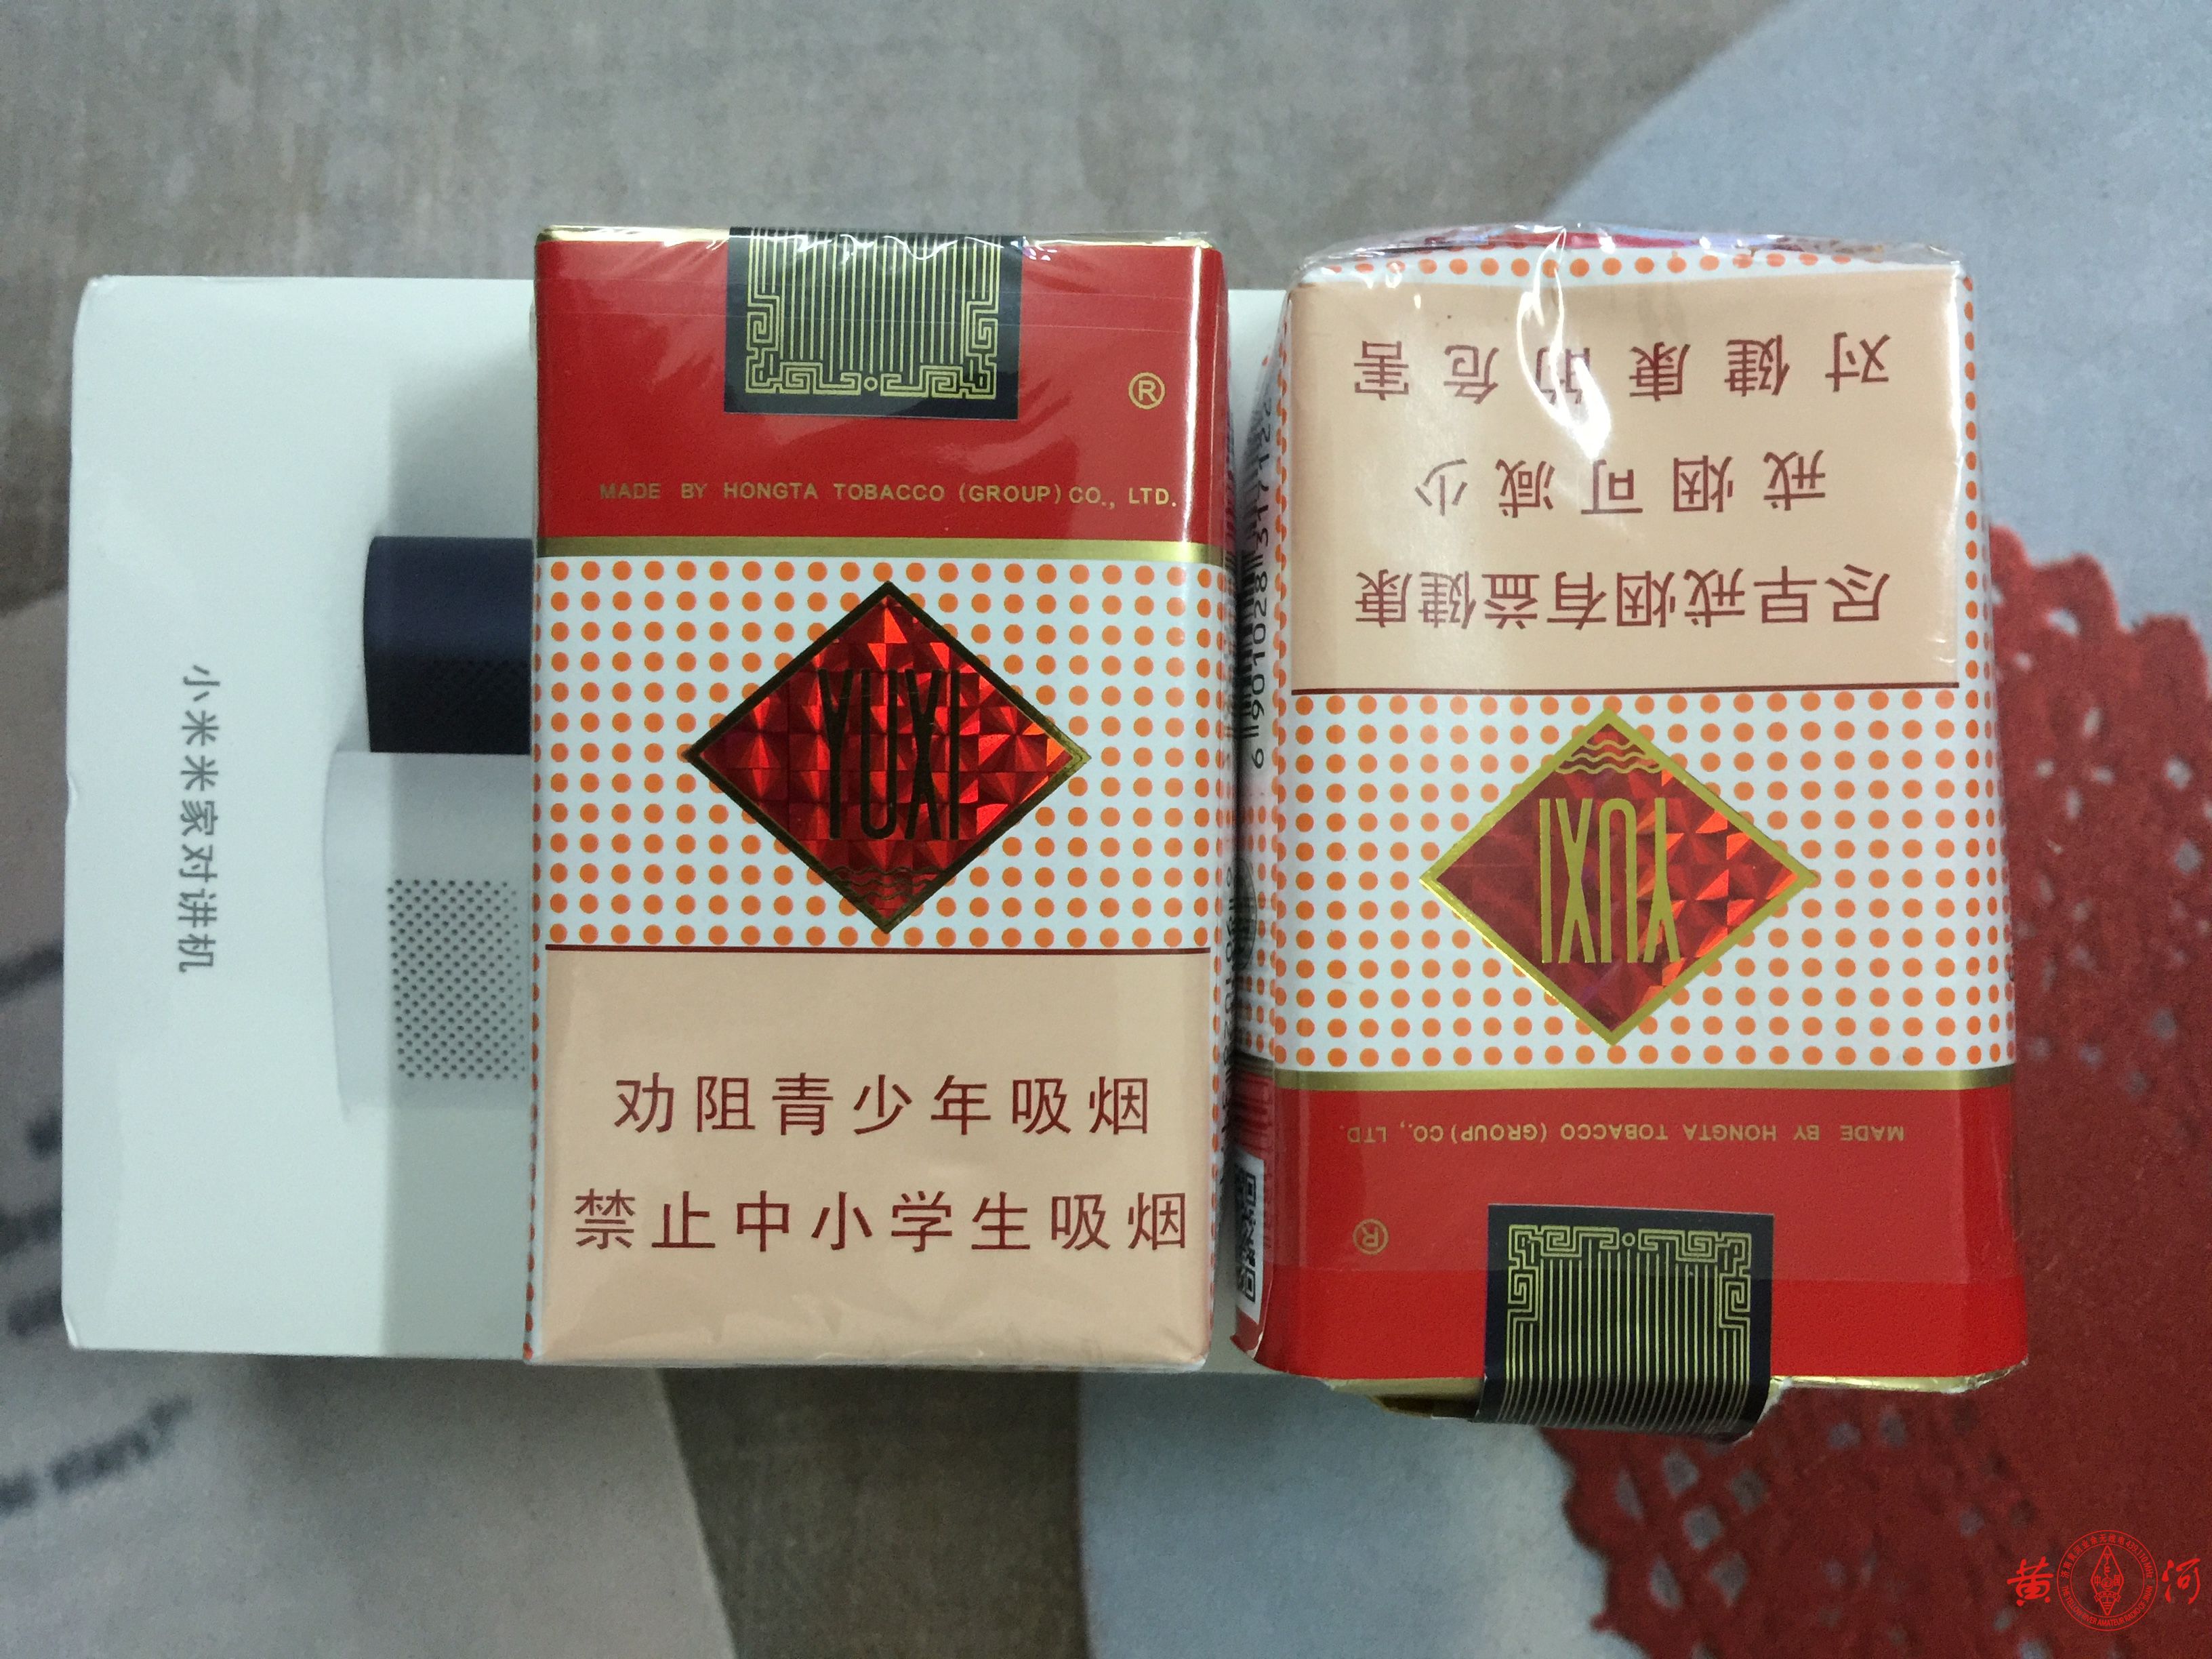 小米米家对讲机
®
MADE BY HONGTA TOBACCO (GROUP) CO., LTD.
YUXI
劝阻青少年吸烟
禁止中小学生吸烟
尽早戒烟有益健康
戒烟可减少
对健康的危害
YUXI
MADE BY HONGTA TOBACCO (GROUP) CO., LTD.
®
黄河